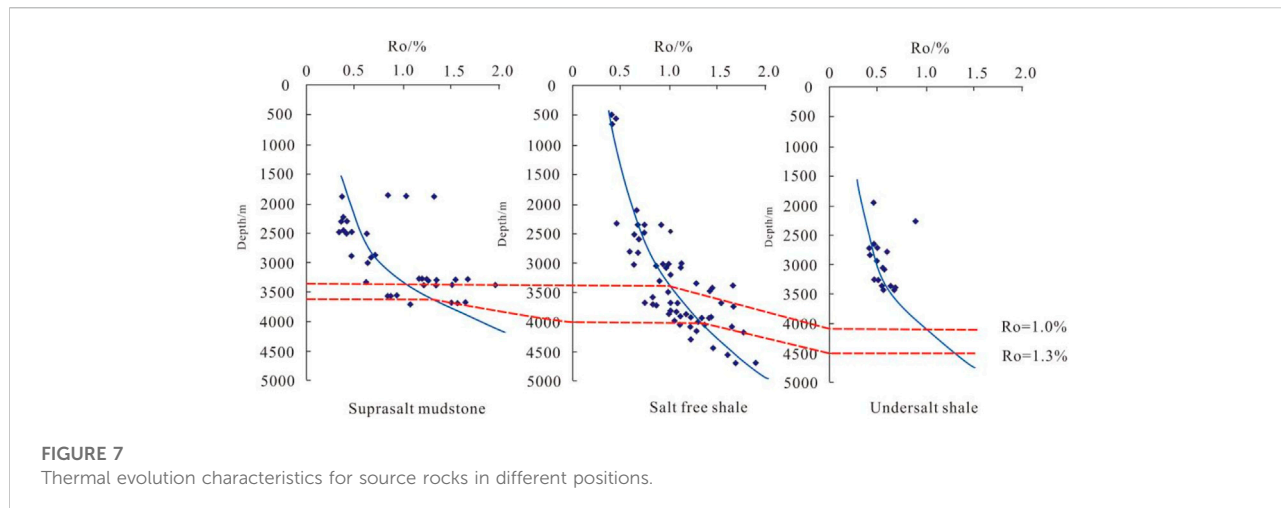 Ro/%
0 0.5 1.0 1.5 2.0
0
500
1000
1500
2000
2500
3000
3500
4000
4500
5000
Depth/m
Suprasalt mudstone
Ro/%
0 0.5 1.0 1.5 2.0
0
500
1000
1500
2000
2500
3000
3500
4000
4500
5000
Depth/m
Salt free shale
Ro/%
0 0.5 1.0 1.5 2.0
0
500
1000
1500
2000
2500
3000
3500
4000
4500
5000
Depth/m
Undersalt shale
Ro=1.0%
Ro=1.3%
FIGURE 7
Thermal evolution characteristics for source rocks in different positions.